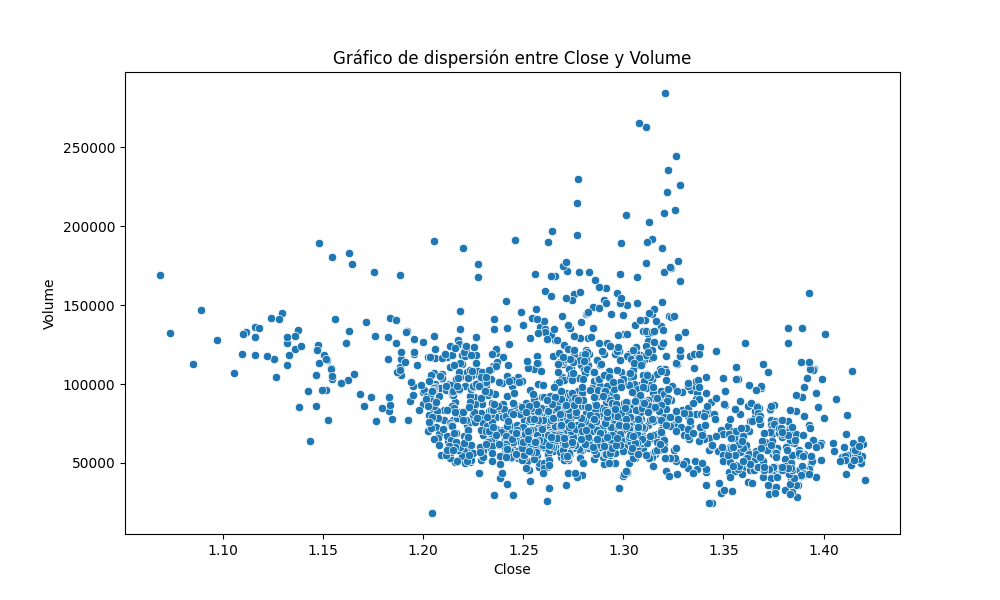 Gráfico de dispersión entre Close y Volume
Volume
250000
200000
150000
100000
50000
1.10 1.15 1.20 1.25 1.30 1.35 1.40
Close